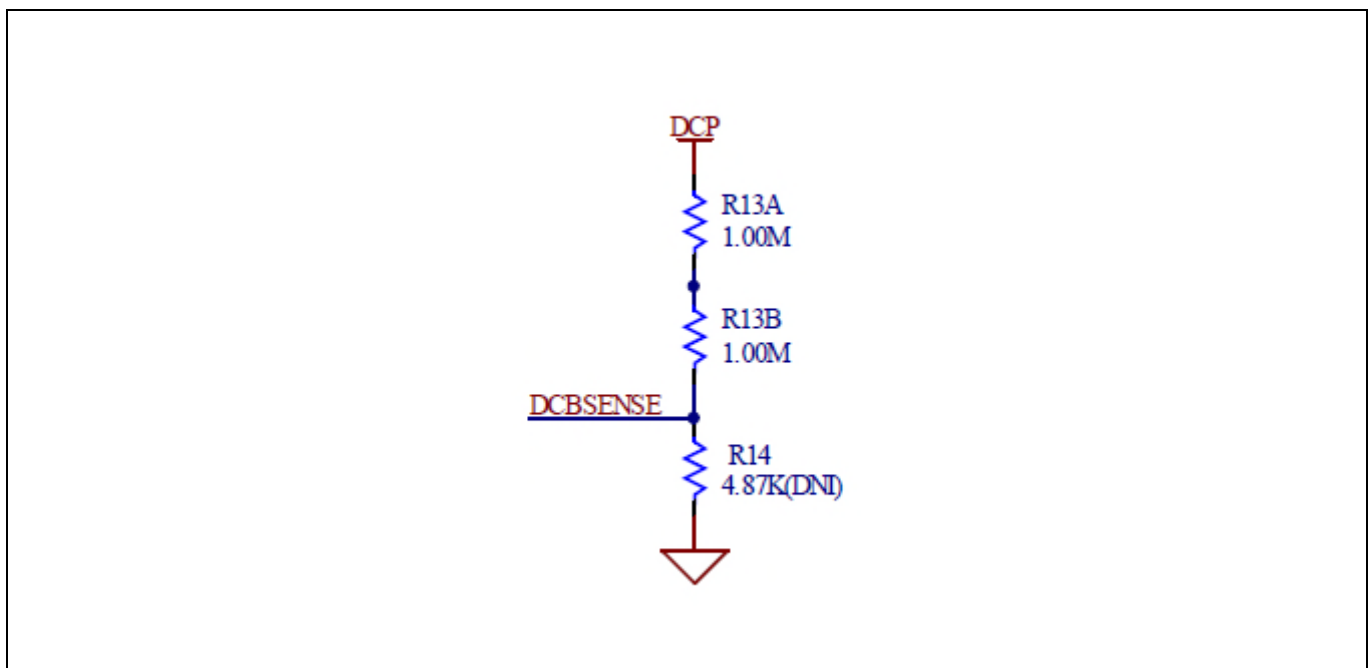 DCP
R13A
1.00M
R13B
1.00M
DCBSENSE
R14
4.87K(DNI)